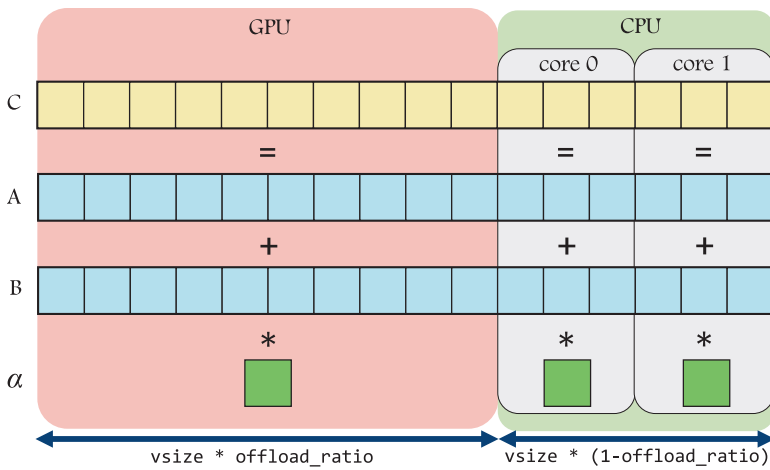 GPU
CPU
core 0
core 1
C
= = =
A
+ + +
B
* * *
α
vsize * offload_ratio
vsize * (1-offload_ratio)